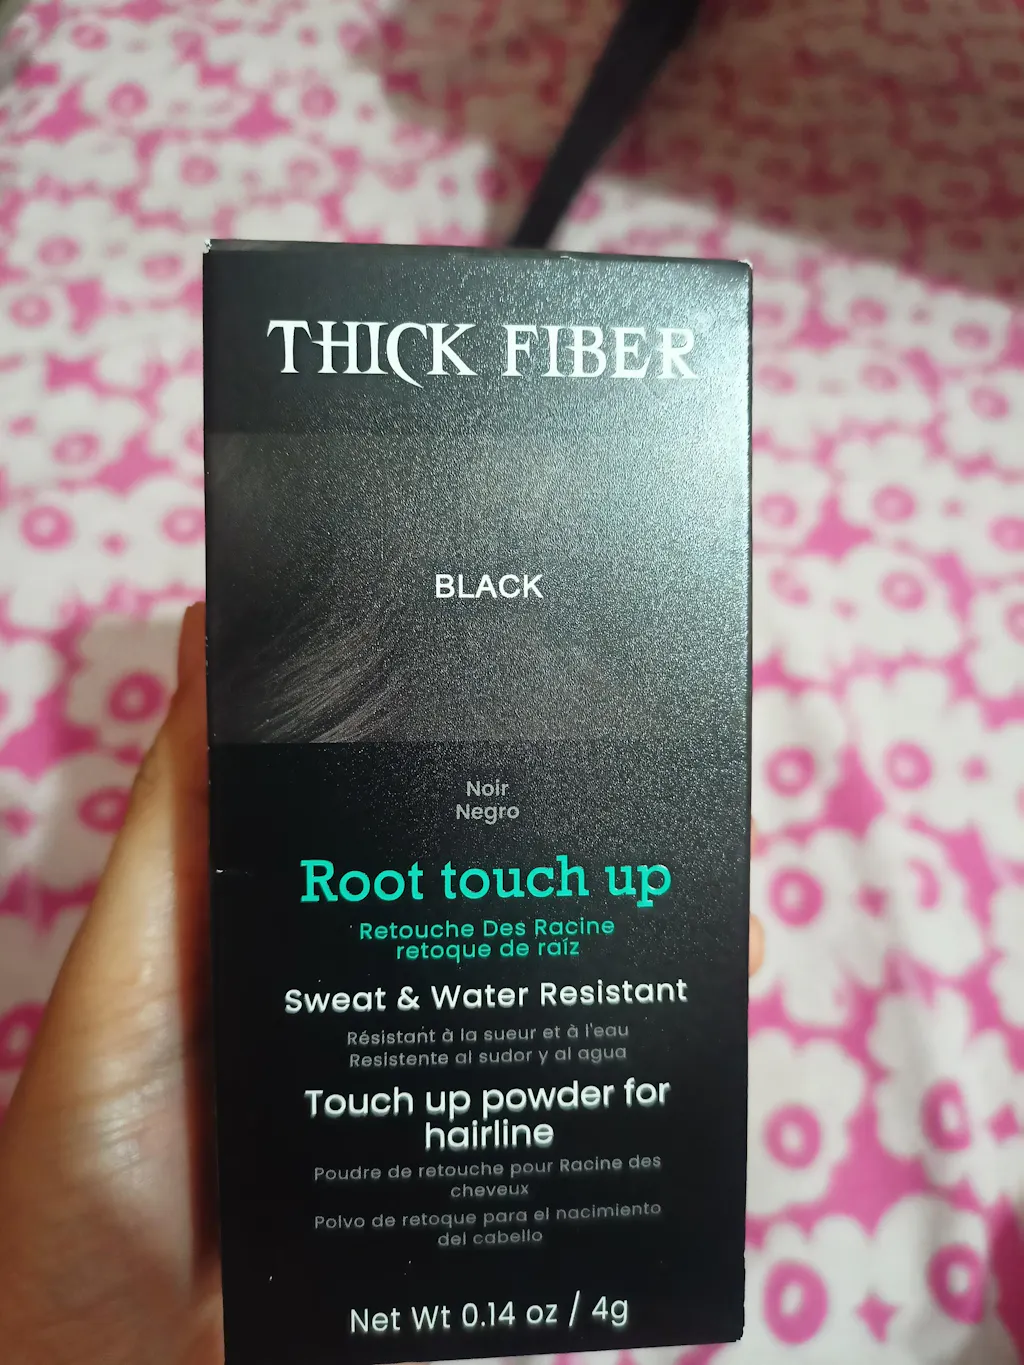 THICK FIBER
BLACK
Noir
Negro
Root touch up
Retouche Des Racine
retoque de raíz
Sweat & Water Resistant
Résistant à la sueur et à l'eau
Resistente al sudor y al agua
Touch up powder for
hairline
Poudre de retouche pour Racine des
cheveux
Polvo de retoque para el nacimiento
del cabello
Net Wt 0.14 oz / 4g